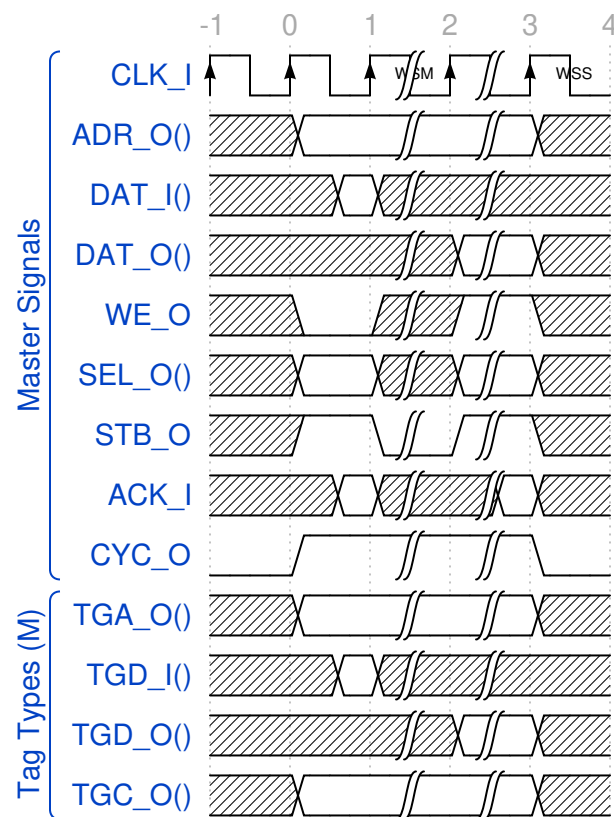 -1 0 1 2 3 4
Master Signals
CLK_I
WSM
WSS
ADR_O()
DAT_I()
DAT_O()
WE_O
SEL_O()
STB_O
ACK_I
CYC_O
Tag Types (M)
TGA_O()
TGD_I()
TGD_O()
TGC_O()